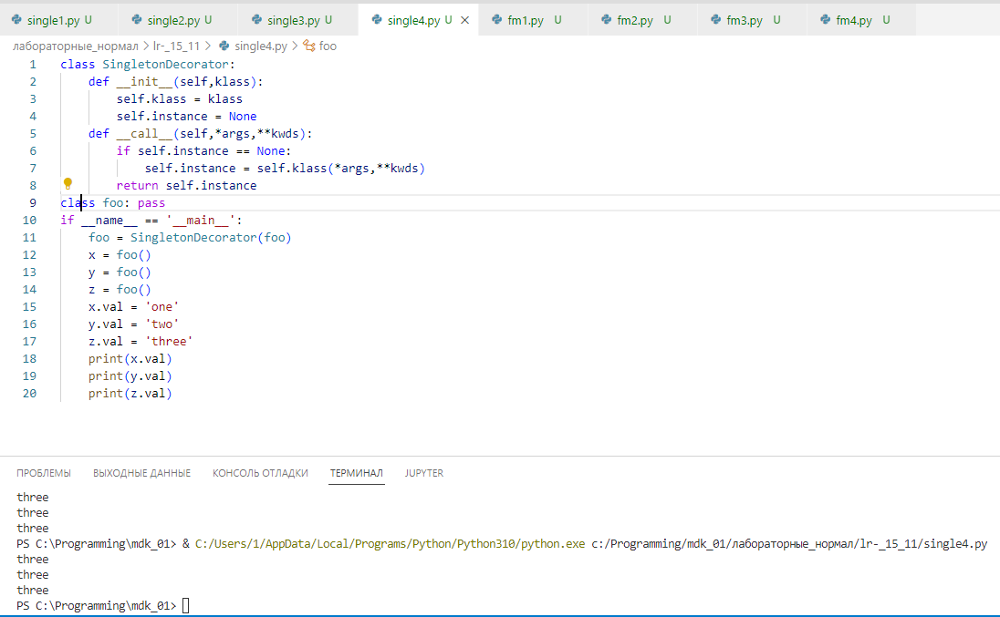 single1.py U single2.py U single3.py U single4.py U fm1.py U fm2.py U fm3.py U fm4.py U
лабораторные_нормал > lr-_15_11 > single4.py > foo
1 class SingletonDecorator:
2 def __init__(self,klass):
3 self.klass = klass
4 self.instance = None
5 def __call__(self,*args,**kwds):
6 if self.instance == None:
7 self.instance = self.klass(*args,**kwds)
8 return self.instance
9 class foo: pass
10 if __name__ == '__main__':
11 foo = SingletonDecorator(foo)
12 x = foo()
13 y = foo()
14 z = foo()
15 x.val = 'one'
16 y.val = 'two'
17 z.val = 'three'
18 print(x.val)
19 print(y.val)
20 print(z.val)
ПРОБЛЕМЫ ВЫХОДНЫЕ ДАННЫЕ КОНСОЛЬ ОТЛАДКИ ТЕРМИНАЛ JUPYTER
three
three
three
PS C:\Programming\mdk_01> & C:/Users/1/AppData/Local/Programs/Python/Python310/python.exe c:/Programming/mdk_01/лабораторные_нормал/lr-_15_11/single4.py
three
three
three
PS C:\Programming\mdk_01>